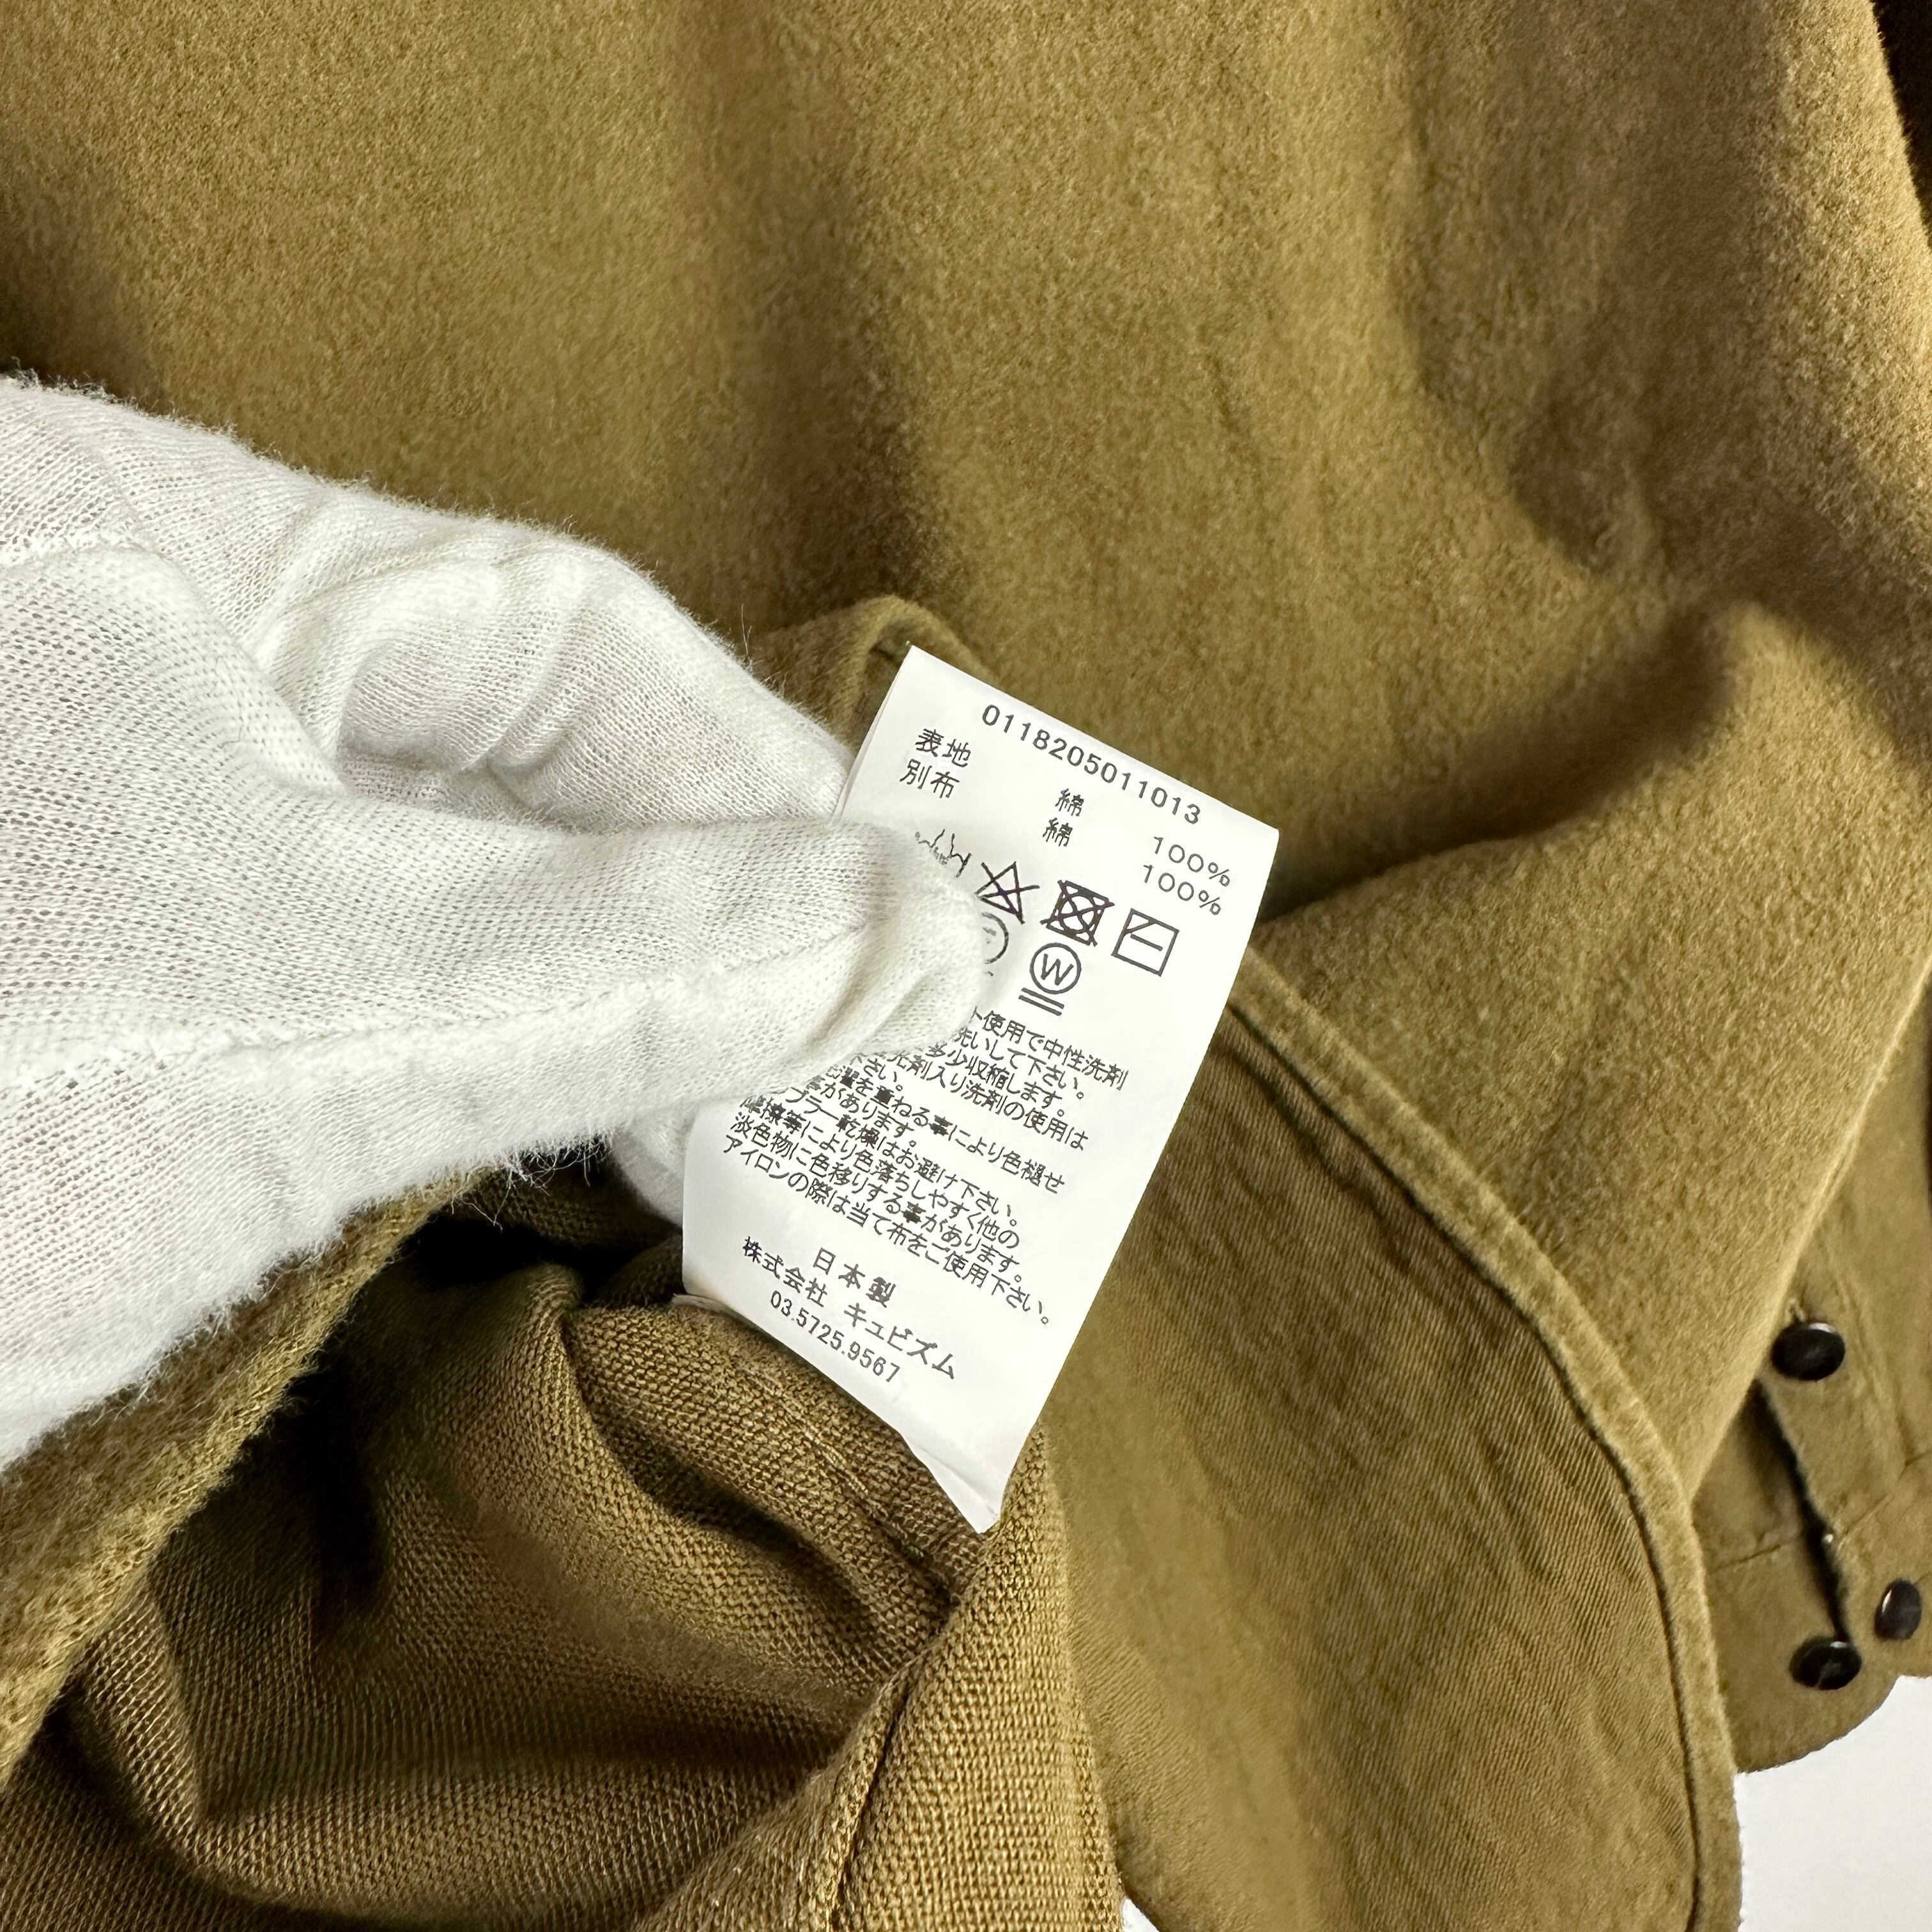 0118205011013
表地 綿 100%
別布 綿 100%
W
使用で中性洗剤
洗いして下さい。
多少収縮します。
洗剤入り洗剤の使用は
さい。
を重ねる事により色褪せ
事があります。
ブラー乾燥はお避け下さい。
摩擦等により色落ちしやすく他の
淡色物に色移りする事があります。
アイロンの際は当て布をご使用下さい。
日本製
株式会社 キュビズム
03.5725.9567